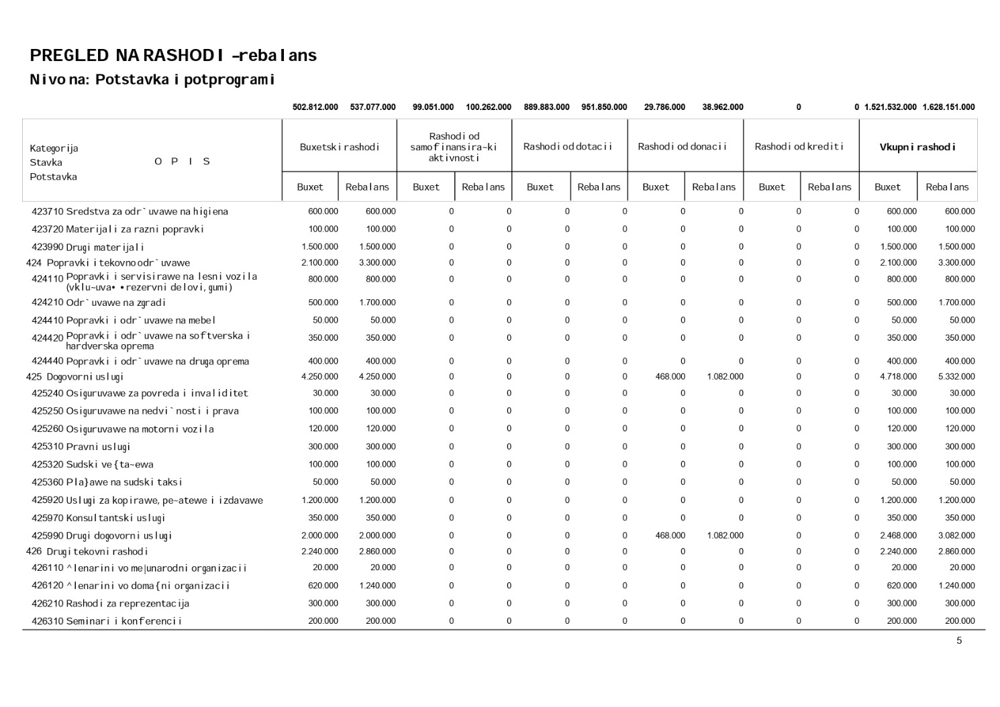 PREGLED NA RASHODI -rebalans
Nivo na: Potstavka i potprogrami
502.812.000 537.077.000 99.051.000 100.262.000 889.883.000 951.850.000 29.786.000 38.962.000 0 0 1.521.532.000 1.628.151.000
Kategorija
Stavka
Potstavka
O P I S
Buxetski rashodi
Rashodi od
samofinansira~ki
aktivnosti
Rashodi od dotacii
Rashodi od donacii
Rashodi od krediti
Vkupni rashodi
Buxet Rebalans Buxet Rebalans Buxet Rebalans Buxet Rebalans Buxet Rebalans Buxet Rebalans
423710 Sredstva za odr`uvawe na higiena 600.000 600.000 0 0 0 0 0 0 0 0 600.000 600.000
423720 Materijali za razni popravki 100.000 100.000 0 0 0 0 0 0 0 0 100.000 100.000
423990 Drugi materijali 1.500.000 1.500.000 0 0 0 0 0 0 0 0 1.500.000 1.500.000
424 Popravki i tekovno odr`uvawe 2.100.000 3.300.000 0 0 0 0 0 0 0 0 2.100.000 3.300.000
424110 Popravki i servisirawe na lesni vozila 800.000 800.000 0 0 0 0 0 0 0 0 800.000 800.000
(vklu~uva• •rezervni delovi, gumi)
424210 Odr`uvawe na zgradi 500.000 1.700.000 0 0 0 0 0 0 0 0 500.000 1.700.000
424410 Popravki i odr`uvawe na mebel 50.000 50.000 0 0 0 0 0 0 0 0 50.000 50.000
424420 Popravki i odr`uvawe na softverska i 350.000 350.000 0 0 0 0 0 0 0 0 350.000 350.000
hardverska oprema
424440 Popravki i odr`uvawe na druga oprema 400.000 400.000 0 0 0 0 0 0 0 0 400.000 400.000
425 Dogovorni uslugi 4.250.000 4.250.000 0 0 0 0 468.000 1.082.000 0 0 4.718.000 5.332.000
425240 Osiguruvawe za povreda i invaliditet 30.000 30.000 0 0 0 0 0 0 0 0 30.000 30.000
425250 Osiguruvawe na nedvi`nosti i prava 100.000 100.000 0 0 0 0 0 0 0 0 100.000 100.000
425260 Osiguruvawe na motorni vozila 120.000 120.000 0 0 0 0 0 0 0 0 120.000 120.000
425310 Pravni uslugi 300.000 300.000 0 0 0 0 0 0 0 0 300.000 300.000
425320 Sudski ve{ta~ewa 100.000 100.000 0 0 0 0 0 0 0 0 100.000 100.000
425360 Pla}awe na sudski taksi 50.000 50.000 0 0 0 0 0 0 0 0 50.000 50.000
425920 Uslugi za kopirawe, pe~atewe i izdavawe 1.200.000 1.200.000 0 0 0 0 0 0 0 0 1.200.000 1.200.000
425970 Konsultantski uslugi 350.000 350.000 0 0 0 0 0 0 0 0 350.000 350.000
425990 Drugi dogovorni uslugi 2.000.000 2.000.000 0 0 0 0 468.000 1.082.000 0 0 2.468.000 3.082.000
426 Drugi tekovni rashodi 2.240.000 2.860.000 0 0 0 0 0 0 0 0 2.240.000 2.860.000
426110 ^lenarini vo me|unarodni organizacii 20.000 20.000 0 0 0 0 0 0 0 0 20.000 20.000
426120 ^lenarini vo doma{ni organizacii 620.000 1.240.000 0 0 0 0 0 0 0 0 620.000 1.240.000
426210 Rashodi za reprezentacija 300.000 300.000 0 0 0 0 0 0 0 0 300.000 300.000
426310 Seminari i konferencii 200.000 200.000 0 0 0 0 0 0 0 0 200.000 200.000
5